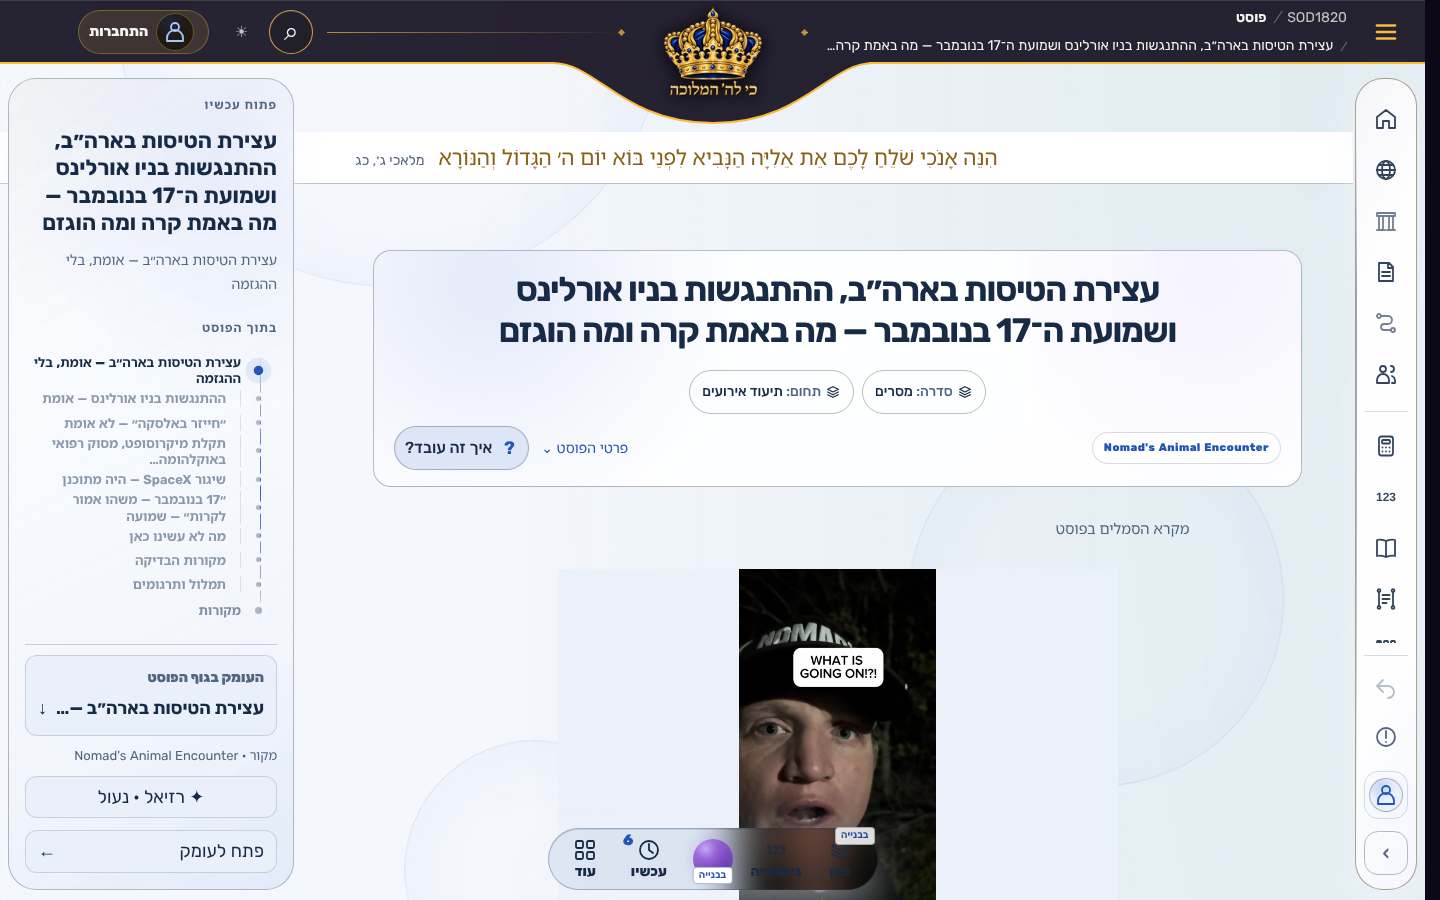 SOD1820 / פוסט
/ עצירת הטיסות בארה״ב, ההתנגשות בניו אורלינס ושמועת ה־17 בנובמבר — מה באמת קרה...
כי לה' המלוכה
התחברות
הִנֵּה אָנֹכִי שֹׁלֵחַ לָכֶם אֵת אֵלִיָּה הַנָּבִיא לִפְנֵי בּוֹא יוֹם ה׳ הַגָּדוֹל וְהַנּוֹרָא מלאכי ג׳, כג
עצירת הטיסות בארה״ב, ההתנגשות בניו אורלינס
ושמועת ה־17 בנובמבר — מה באמת קרה ומה הוגזם
סדרה: מסרים
תחום: תיעוד אירועים
Nomad's Animal Encounter
פרטי הפוסט ⌄
? איך זה עובד?
מקרא הסמלים בפוסט
NOMAD
WHAT IS
GOING ON!?!
בבנייה
123
בבנייה
עכשיו
6
עוד
123
פתוח עכשיו
עצירת הטיסות בארה״ב,
ההתנגשות בניו אורלינס
ושמועת ה־17 בנובמבר —
מה באמת קרה ומה הוגזם
עצירת הטיסות בארה״ב — אומת, בלי
ההגזמה
בתוך הפוסט
עצירת הטיסות בארה״ב — אומת, בלי
ההגזמה
ההתנגשות בניו אורלינס — אומת
״חייזר באלסקה״ — לא אומת
תקלת מיקרוסופט, מסוק רפואי
באוקלהומה...
שיגור SpaceX — היה מתוכנן
״17 בנובמבר — משהו אמור
לקרות״ — שמועה
מה לא עשינו כאן
מקורות הבדיקה
תמלול ותרגומים
מקורות
העומק בגוף הפוסט
עצירת הטיסות בארה״ב —... ↓
מקור • Nomad's Animal Encounter
✦ רזיאל • נעול
פתח לעומק ←